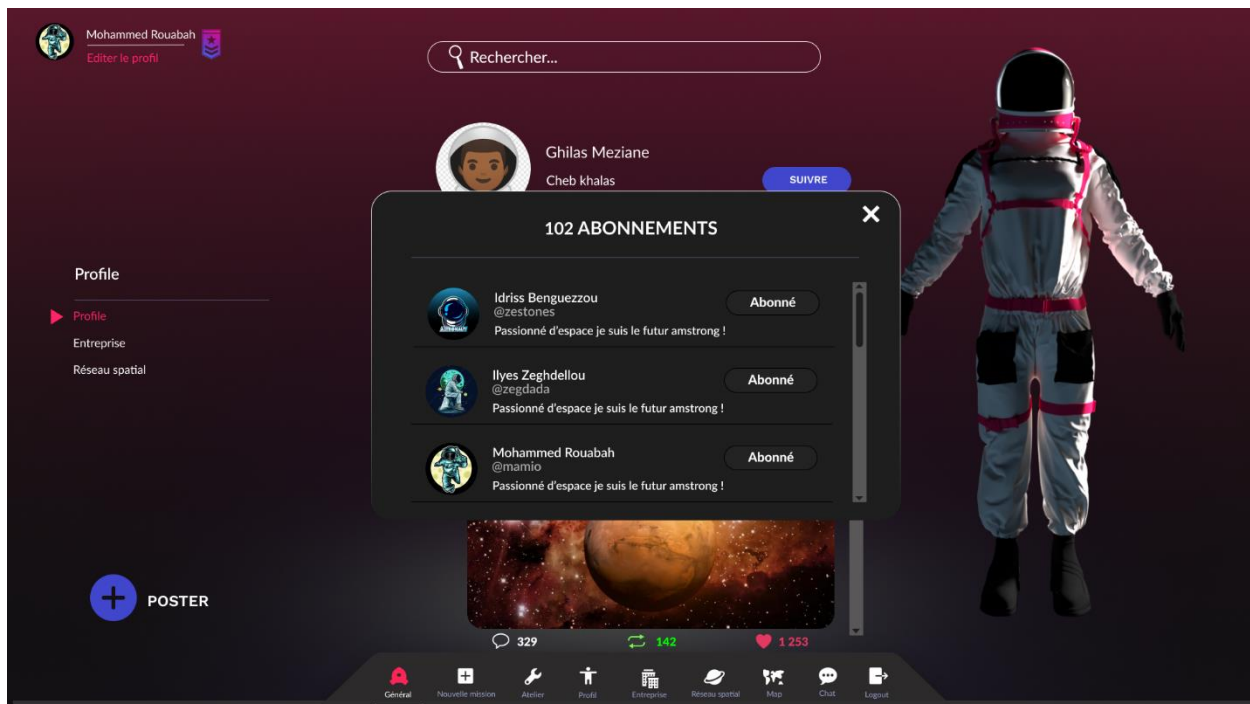 Mohammed Rouabah
Editer le profil
Rechercher...
Ghilas Meziane
Cheb khalas
SUIVRE
102 ABONNEMENTS
Profile
Profile
Entreprise
Réseau spatial
Idriss Benguezzou
@zestones
Passionné d'espace je suis le futur amstrong !
Abonné
Ilyes Zeghdellou
@zegdada
Passionné d'espace je suis le futur amstrong !
Abonné
Mohammed Rouabah
@mamio
Passionné d'espace je suis le futur amstrong !
Abonné
POSTER
329
142
1 253
Général
Nouvelle mission
Atelier
Profil
Entreprise
Réseau spatial
Map
Chat
Logout